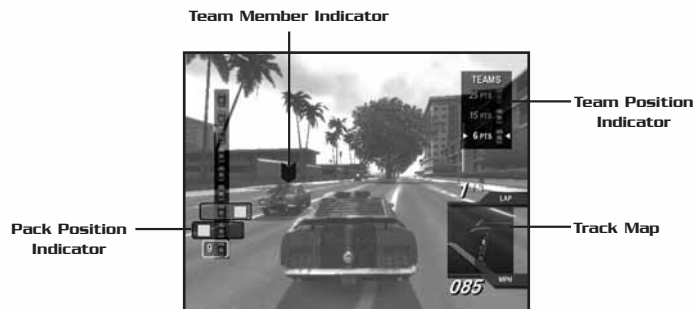 Team Member Indicator
TEAMS
25 PTS.
15 PTS.
6 PTS.
Team Position
Indicator
LAP
Pack Position
Indicator
9
Track Map
MPH
085